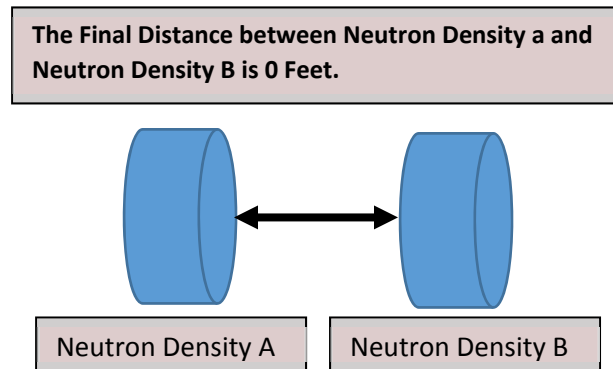 The Final Distance between Neutron Density a and
Neutron Density B is 0 Feet.
Neutron Density A
Neutron Density B